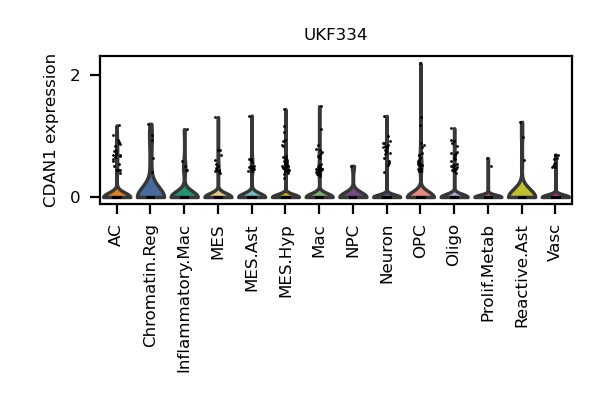 UKF334
CDAN1 expression
2
0
AC
Chromatin.Reg
Inflammatory.Mac
MES
MES.Ast
MES.Hyp
Mac
NPC
Neuron
OPC
Oligo
Prolif.Metab
Reactive.Ast
Vasc